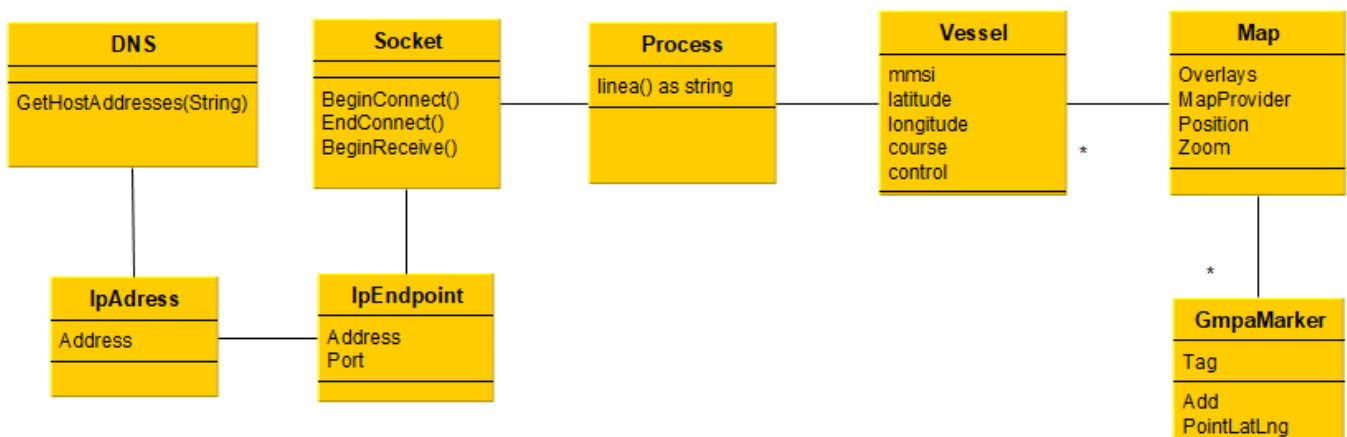 DNS
GetHostAddresses(String)
Socket
BeginConnect()
EndConnect()
BeginReceive()
Process
linea() as string
Vessel
mmsi
latitude
longitude
course
control
*
Map
Overlays
MapProvider
Position
Zoom
*
IpAdress
Address
IpEndpoint
Address
Port
GmpaMarker
Tag
Add
PointLatLng